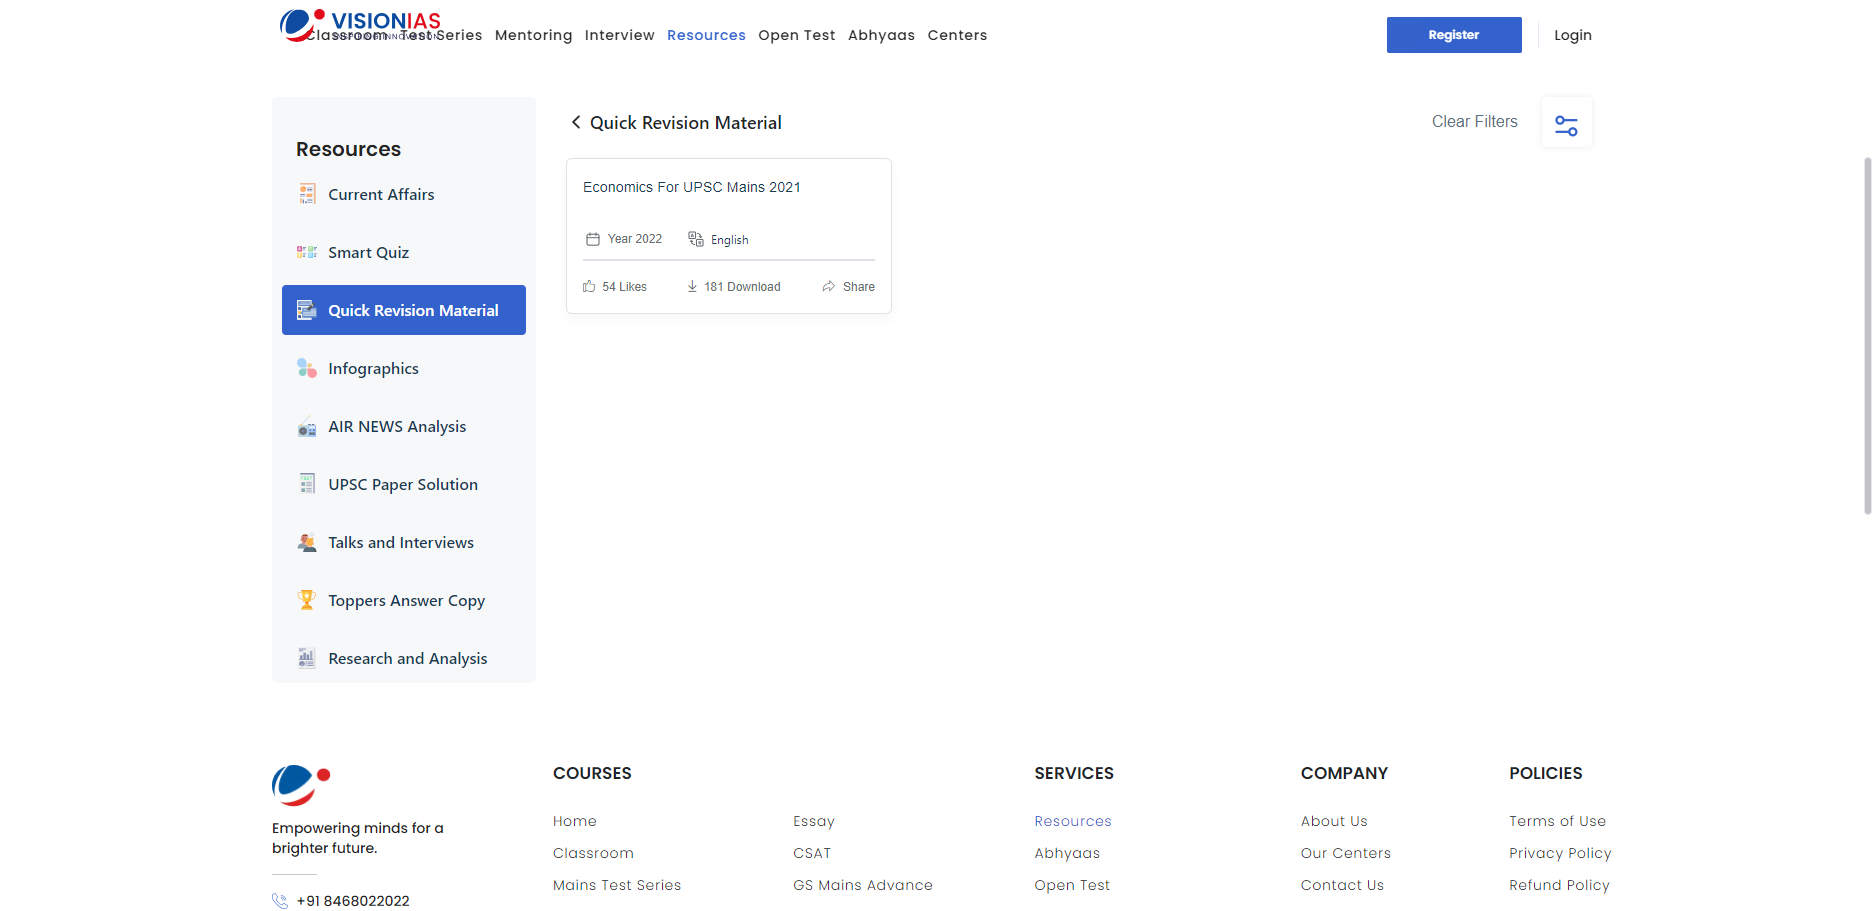 VISIONIAS
INSPIRING INNOVATION
Classroom Test Series Mentoring Interview Resources Open Test Abhyaas Centers
Register
Login
Resources
Current Affairs
Smart Quiz
Quick Revision Material
Infographics
AIR NEWS Analysis
UPSC Paper Solution
Talks and Interviews
Toppers Answer Copy
Research and Analysis
Quick Revision Material
Clear Filters
Economics For UPSC Mains 2021
Year 2022 English
54 Likes 181 Download Share
Empowering minds for a
brighter future.
+91 8468022022
COURSES
Home
Classroom
Mains Test Series
Essay
CSAT
GS Mains Advance
SERVICES
Resources
Abhyaas
Open Test
COMPANY
About Us
Our Centers
Contact Us
POLICIES
Terms of Use
Privacy Policy
Refund Policy